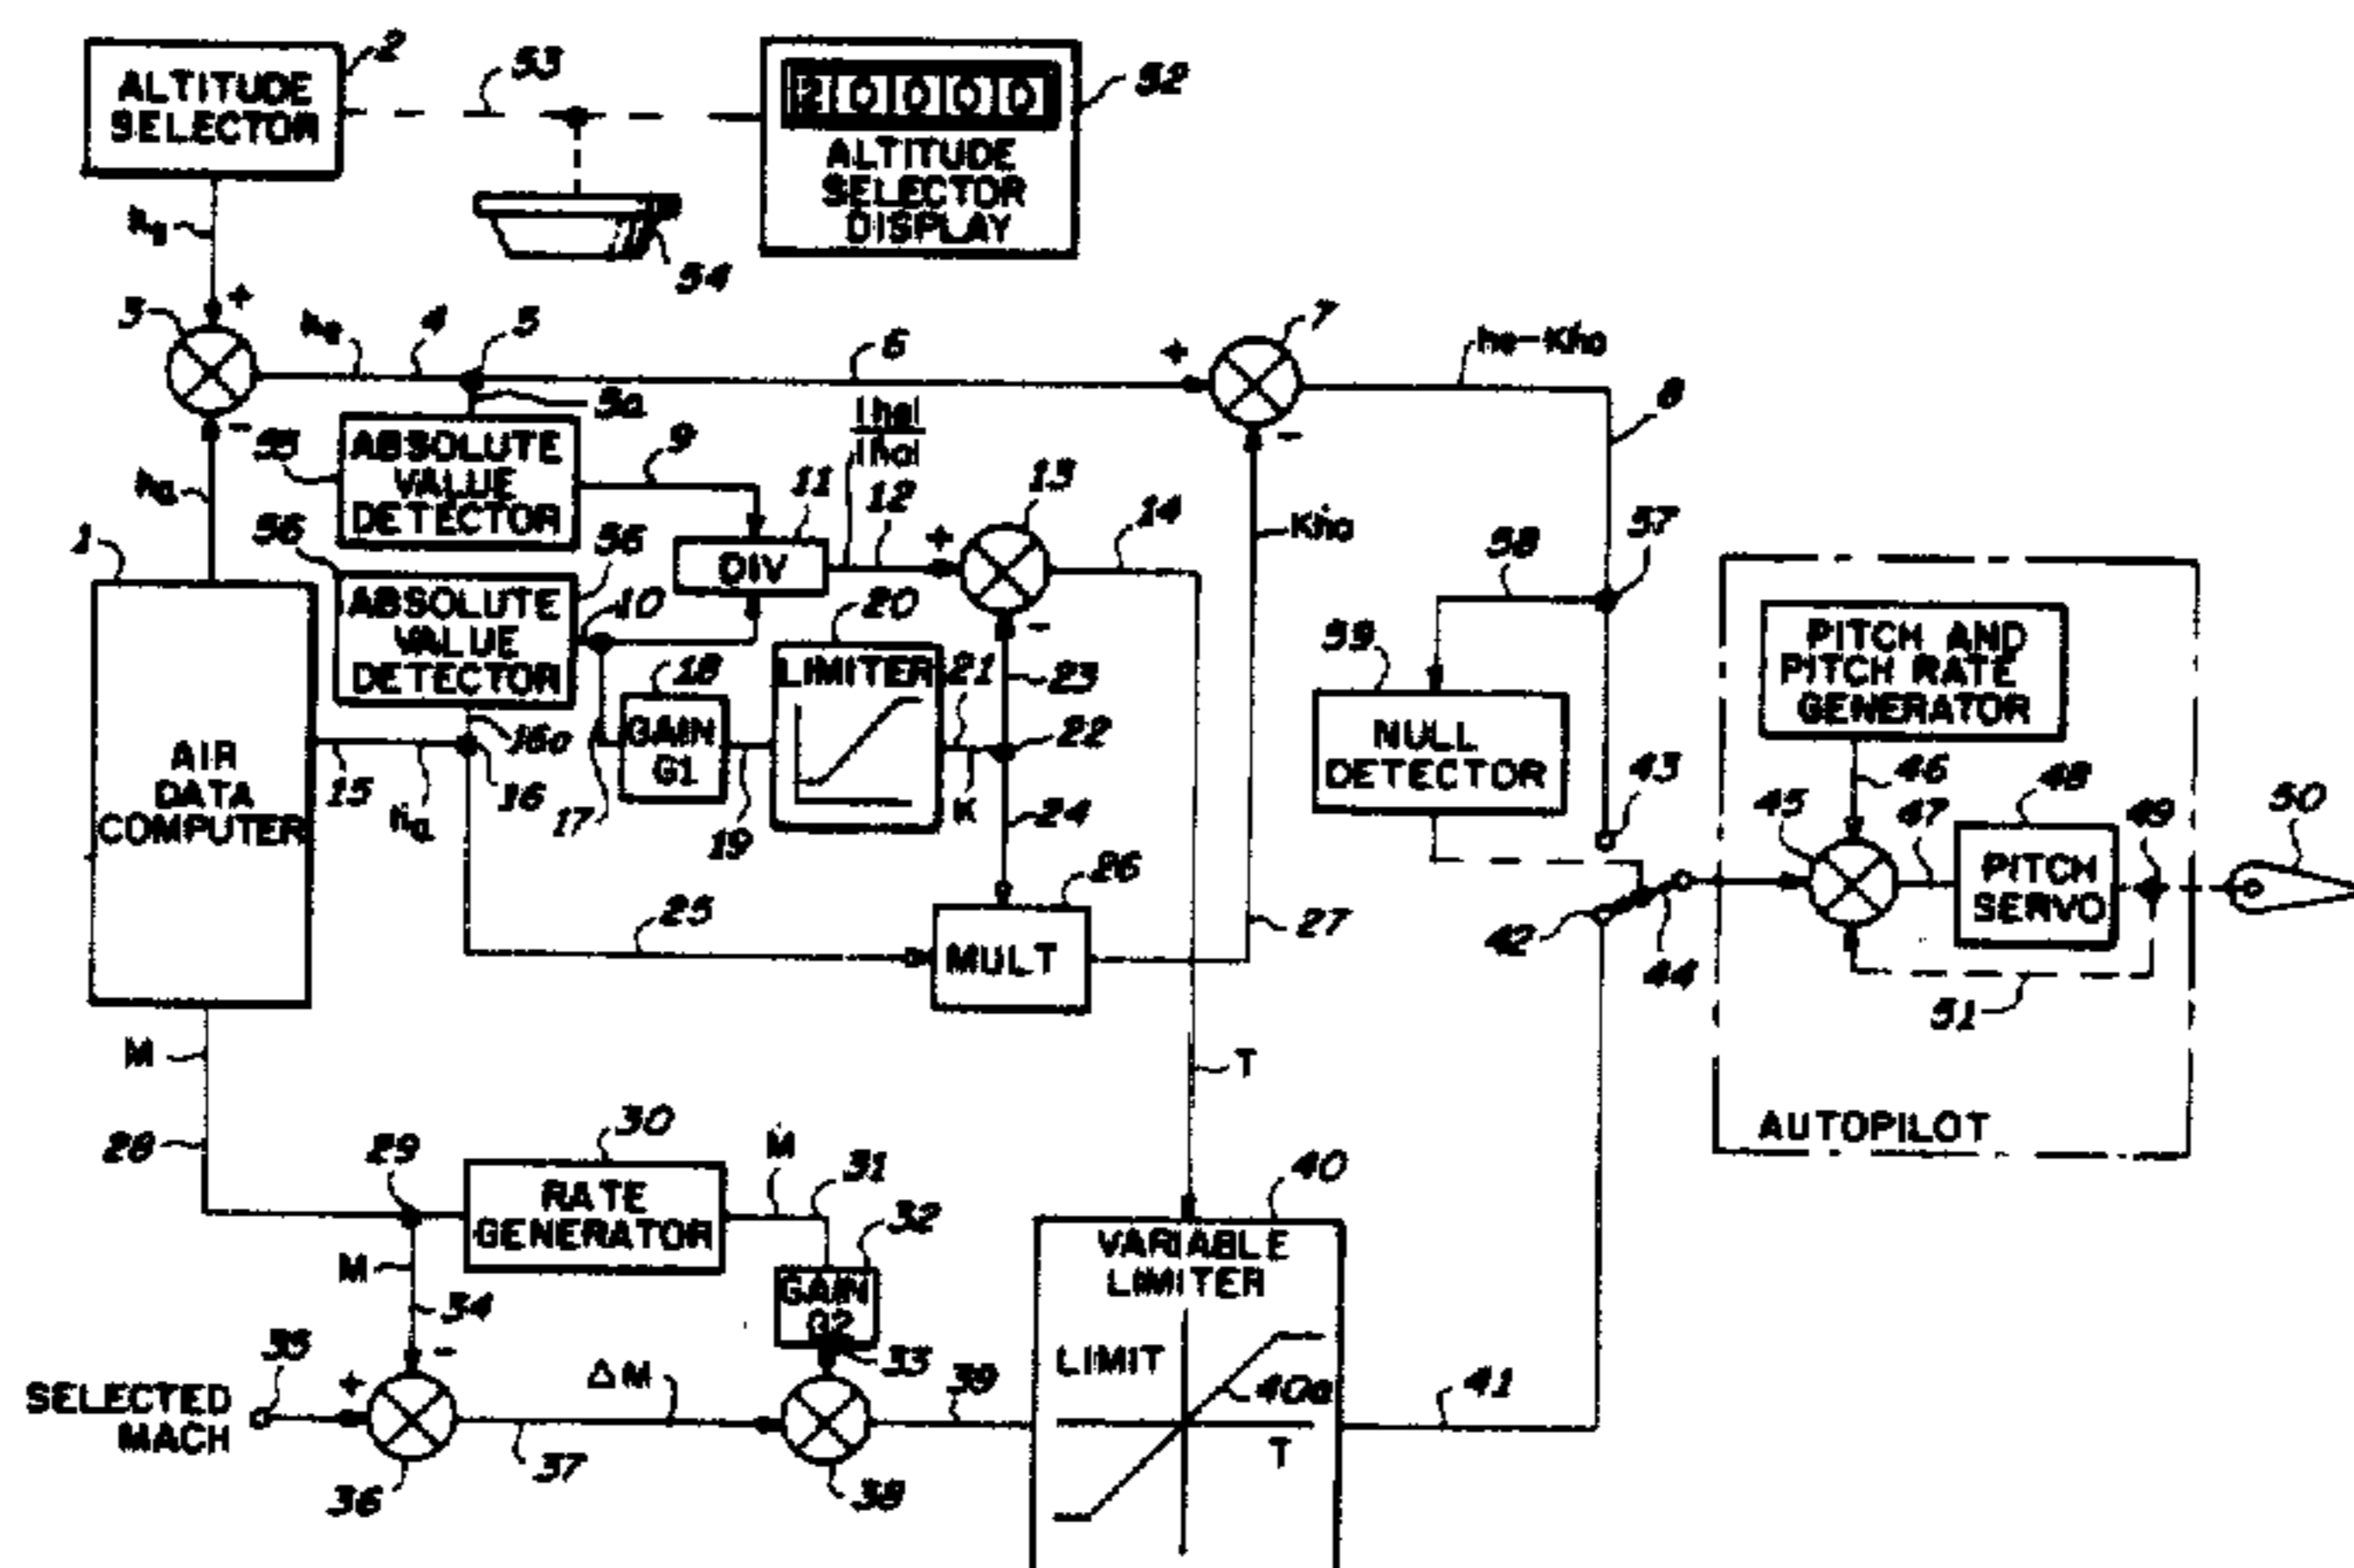 2
ALTITUDE
SELECTOR
53
20000
ALTITUDE
SELECTOR
DISPLAY
52
54
+
3
4
5
6
+
7
8
-
5a
55
ABSOLUTE
VALUE
DETECTOR
9
11
12
+
13
14
-
1
56
56
ABSOLUTE
VALUE
DETECTOR
10
DIV
-
57
58
59
NULL
DETECTOR
20
LIMITER
21
K
23
22
24
18
GAIN
G1
17
19
16
15
AIR
DATA
COMPUTER
25
26
MULT
27
43
42
44
PITCH AND
PITCH RATE
GENERATOR
46
45
47
48
PITCH
SERVO
49
50
51
AUTOPILOT
M
28
29
30
RATE
GENERATOR
Ṁ
31
32
GAIN
G2
33
M
34
T
40
VARIABLE
LIMITER
LIMIT
40a
T
41
35
SELECTED
MACH
+
-
36
ΔM
37
38
39